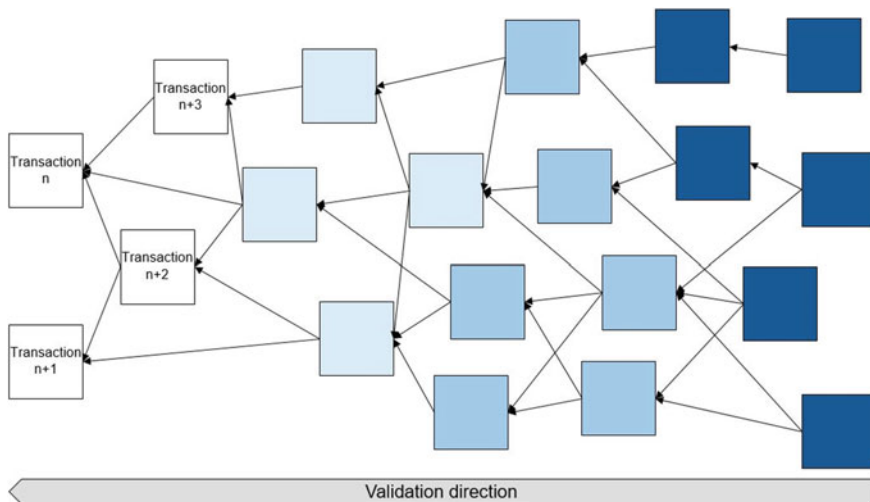 Transaction
n+3
Transaction
n
Transaction
n+2
Transaction
n+1
Validation direction